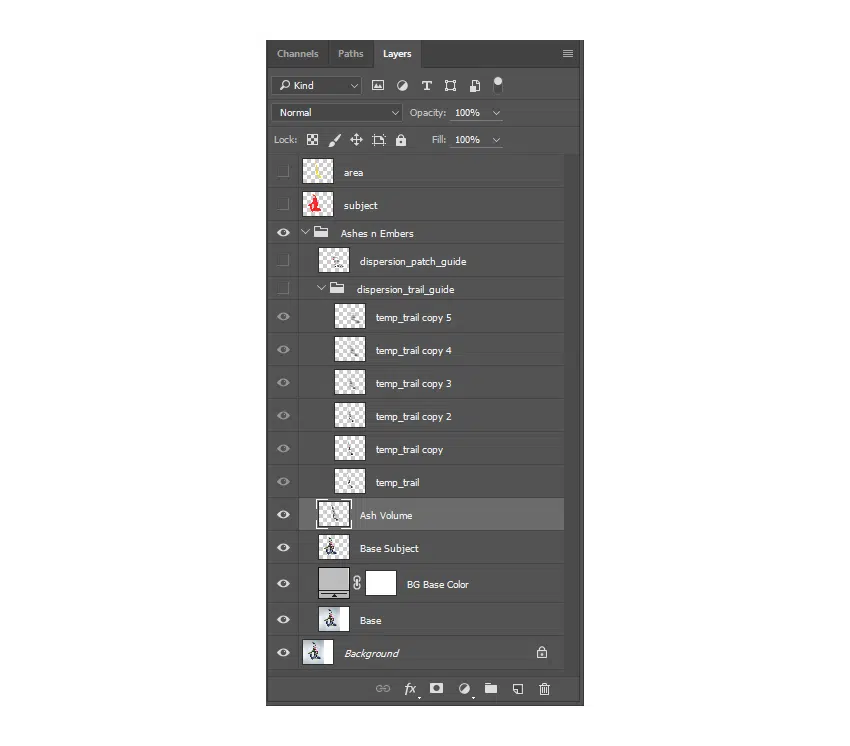 Channels Paths Layers
Kind
Normal Opacity: 100%
Lock: Fill: 100%
area
subject
Ashes n Embers
dispersion_patch_guide
dispersion_trail_guide
temp_trail copy 5
temp_trail copy 4
temp_trail copy 3
temp_trail copy 2
temp_trail copy
temp_trail
Ash Volume
Base Subject
BG Base Color
Base
Background
fx